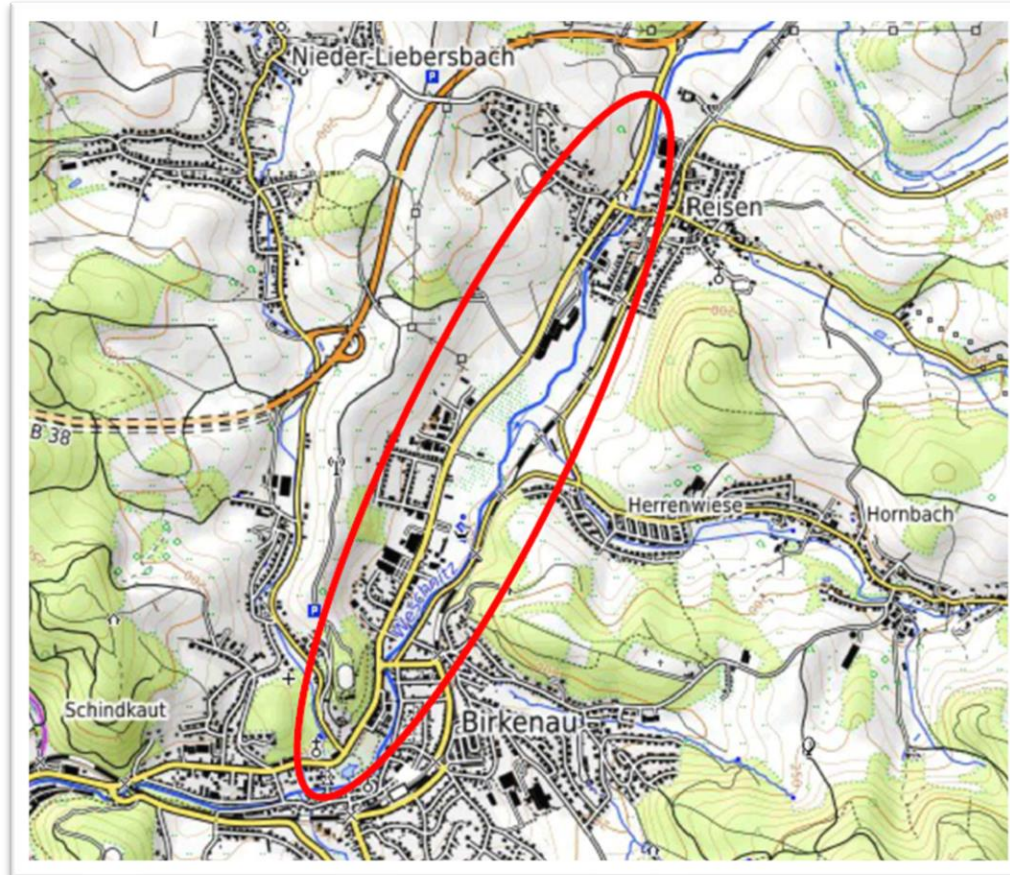 Nieder-Liebersbach
P
Reisen
B 38
Herrenwiese
Hornbach
P
Weschnitz
Schindkaut
Birkenau